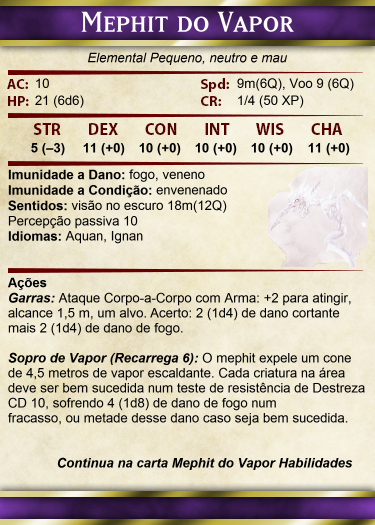 MEPHIT DO VAPOR
Elemental Pequeno, neutro e mau
AC: 10 Spd: 9m(6Q), Voo 9 (6Q)
HP: 21 (6d6) CR: 1/4 (50 XP)
STR DEX CON INT WIS CHA
5 (–3) 11 (+0) 10 (+0) 10 (+0) 10 (+0) 11 (+0)
Imunidade a Dano: fogo, veneno
Imunidade a Condição: envenenado
Sentidos: visão no escuro 18m(12Q)
Percepção passiva 10
Idiomas: Aquan, Ignan
Ações
Garras: Ataque Corpo-a-Corpo com Arma: +2 para atingir,
alcance 1,5 m, um alvo. Acerto: 2 (1d4) de dano cortante
mais 2 (1d4) de dano de fogo.
Sopro de Vapor (Recarrega 6): O mephit expele um cone
de 4,5 metros de vapor escaldante. Cada criatura na área
deve ser bem sucedida num teste de resistência de Destreza
CD 10, sofrendo 4 (1d8) de dano de fogo num
fracasso, ou metade desse dano caso seja bem sucedida.
Continua na carta Mephit do Vapor Habilidades